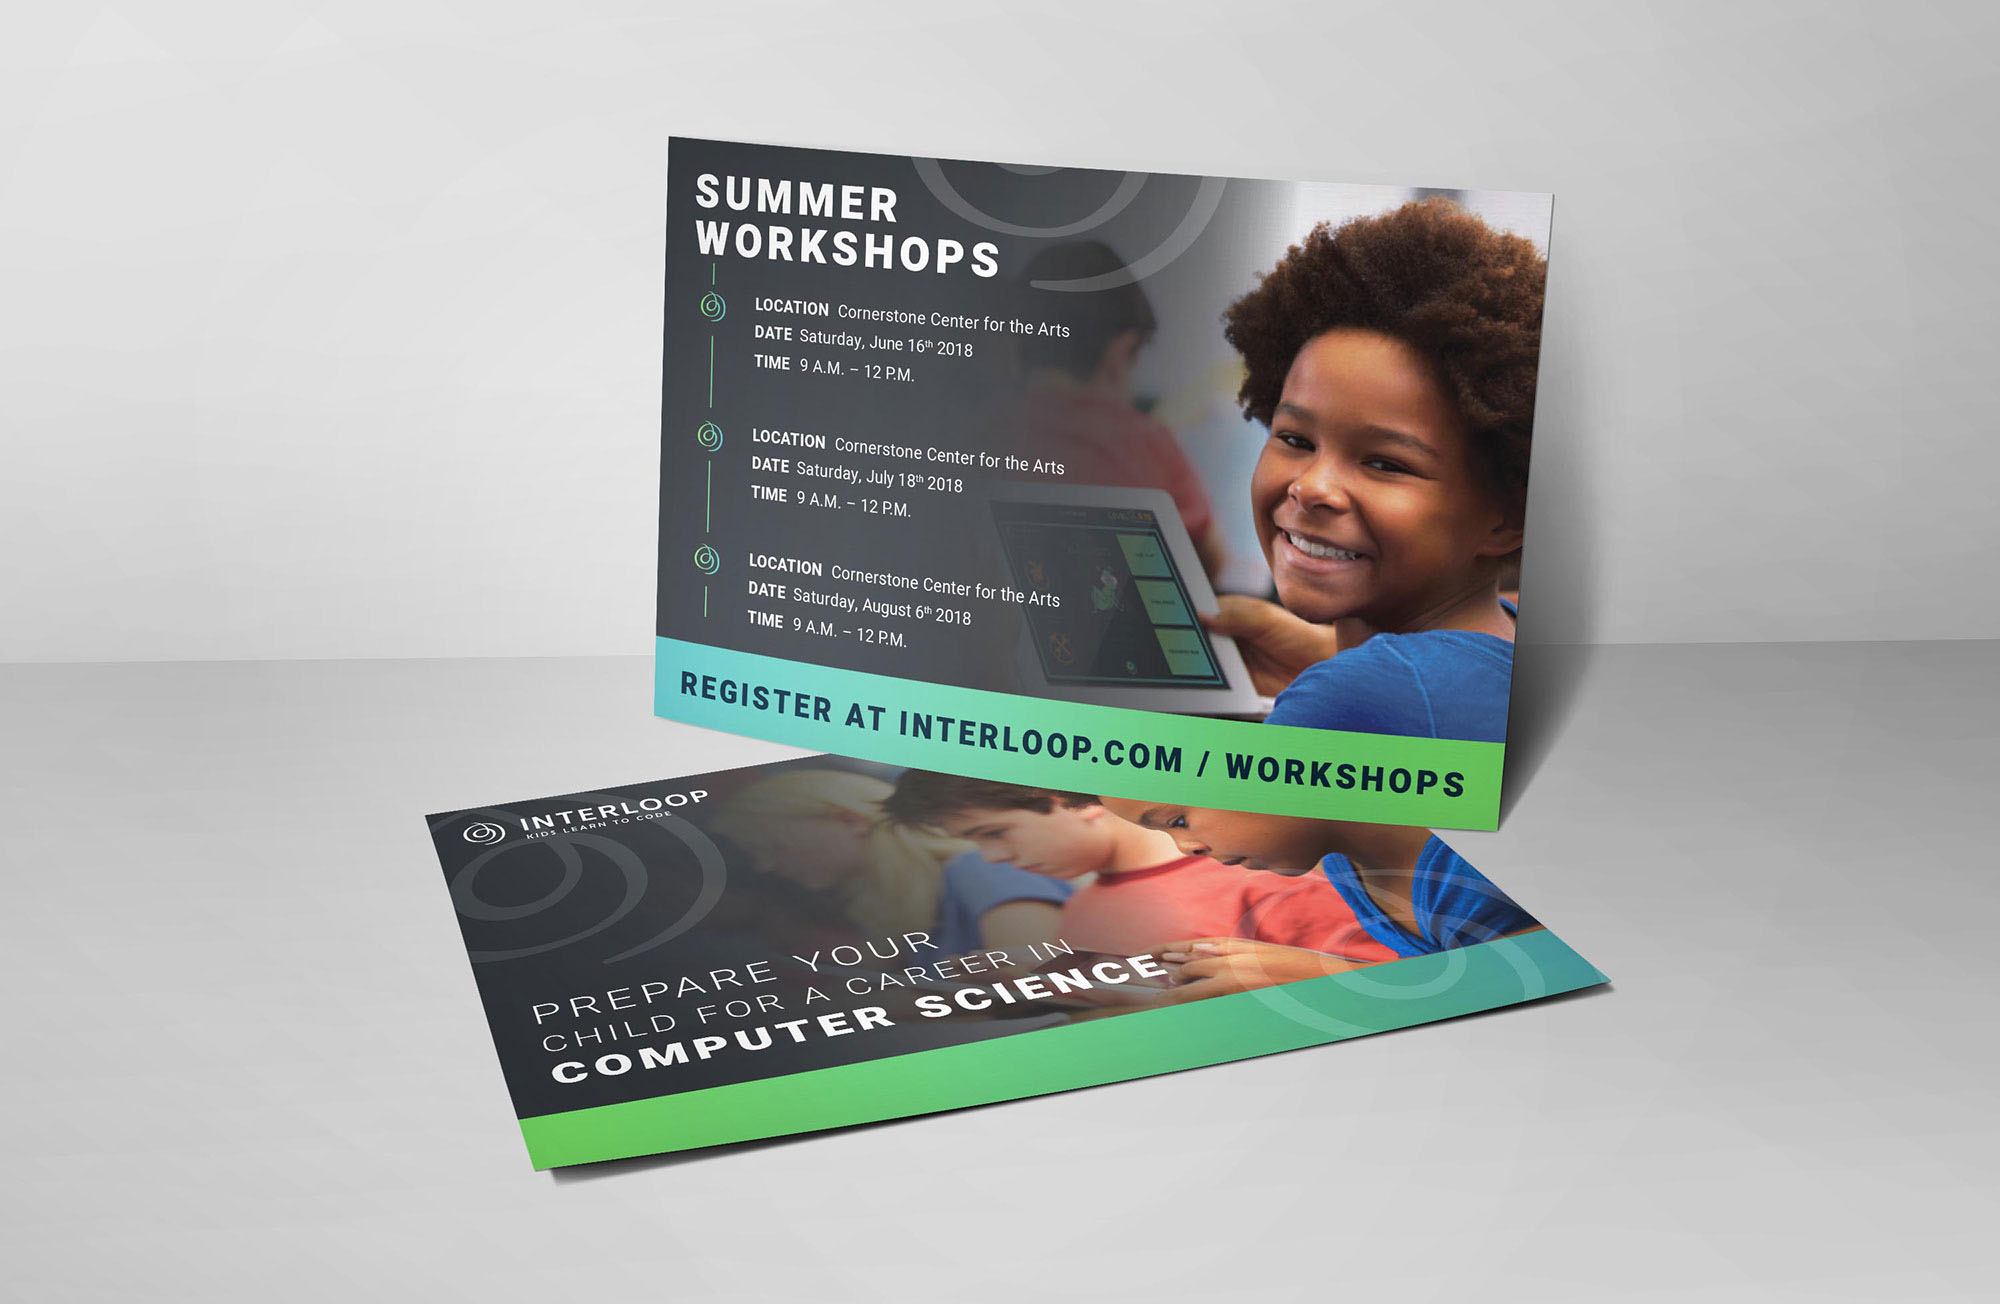 SUMMER
WORKSHOPS
LOCATION Cornerstone Center for the Arts
DATE Saturday, June 16th 2018
TIME 9 A.M. – 12 P.M.
LOCATION Cornerstone Center for the Arts
DATE Saturday, July 18th 2018
TIME 9 A.M. – 12 P.M.
LOCATION Cornerstone Center for the Arts
DATE Saturday, August 6th 2018
TIME 9 A.M. – 12 P.M.
REGISTER AT INTERLOOP.COM / WORKSHOPS
INTERLOOP
KIDS LEARN TO CODE
PREPARE YOUR
CHILD FOR A CAREER IN
COMPUTER SCIENCE